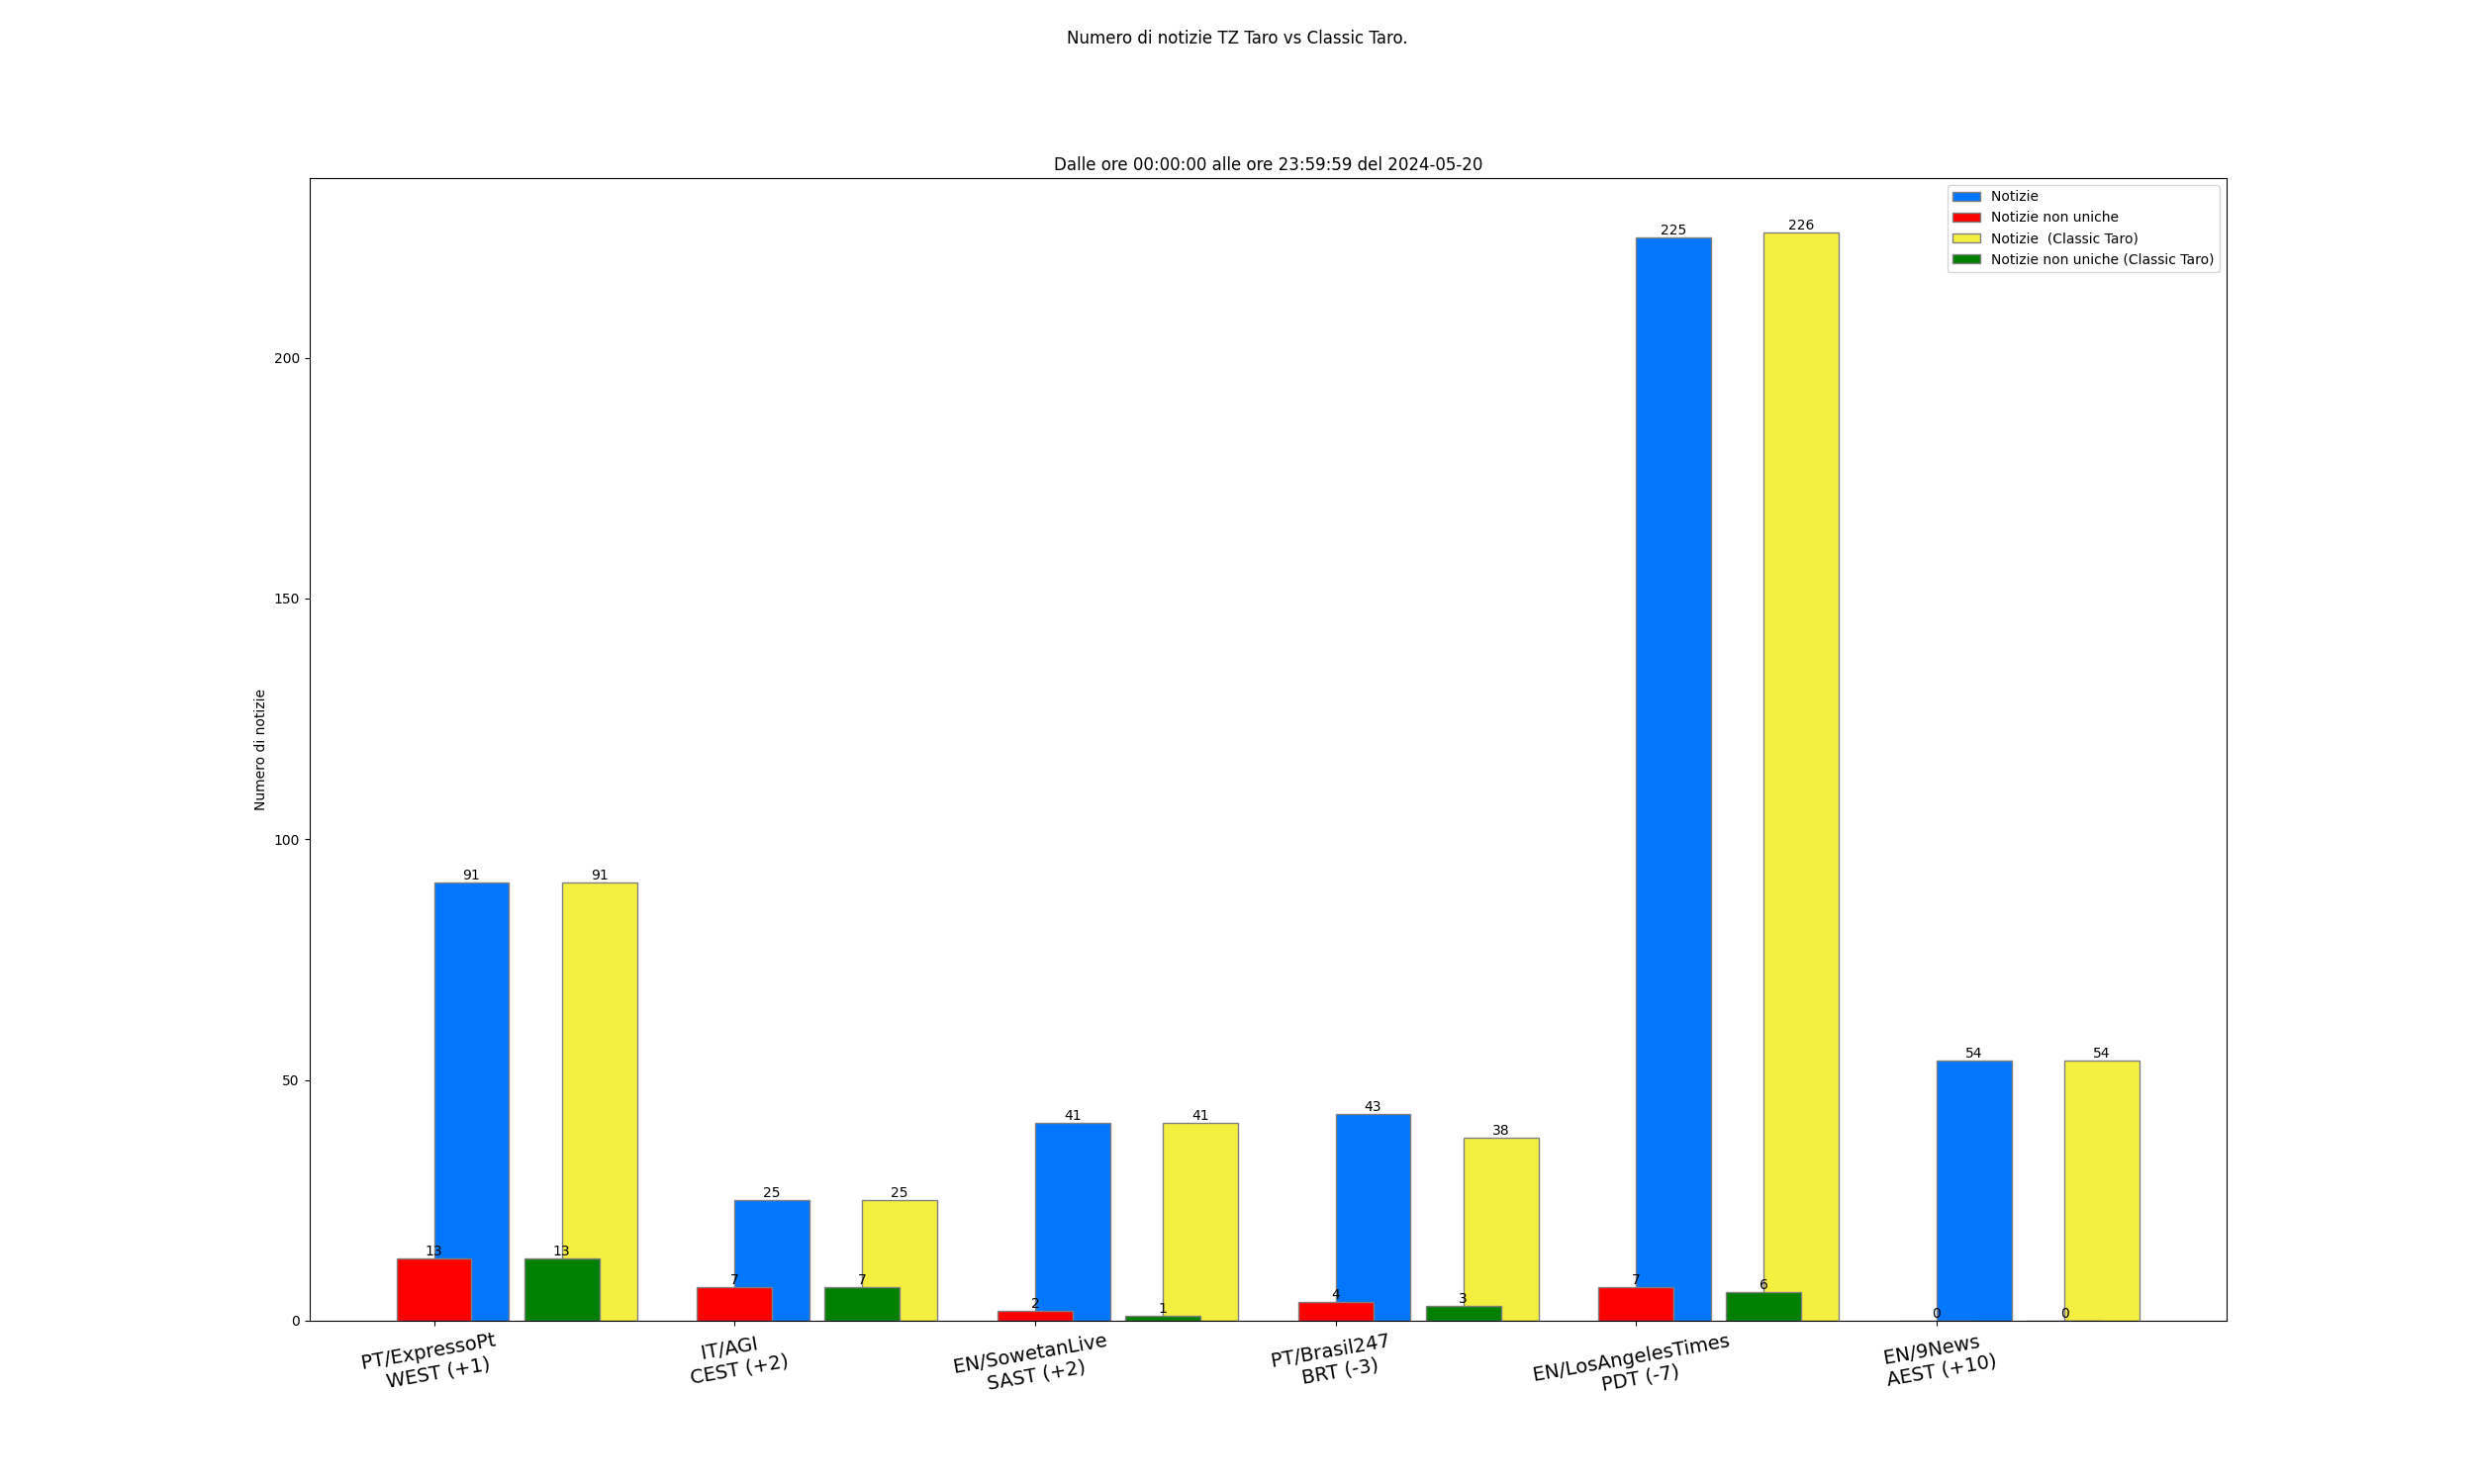 Numero di notizie TZ Taro vs Classic Taro.
Dalle ore 00:00:00 alle ore 23:59:59 del 2024-05-20
Notizie
Notizie non uniche
Notizie  (Classic Taro)
Notizie non uniche (Classic Taro)
Numero di notizie
200
150
100
50
0
91
91
13
13
25
25
7
7
41
41
2
1
43
38
4
3
225
226
7
6
54
54
0
0
PT/ExpressoPt
WEST (+1)
IT/AGI
CEST (+2)
EN/SowetanLive
SAST (+2)
PT/Brasil247
BRT (-3)
EN/LosAngelesTimes
PDT (-7)
EN/9News
AEST (+10)